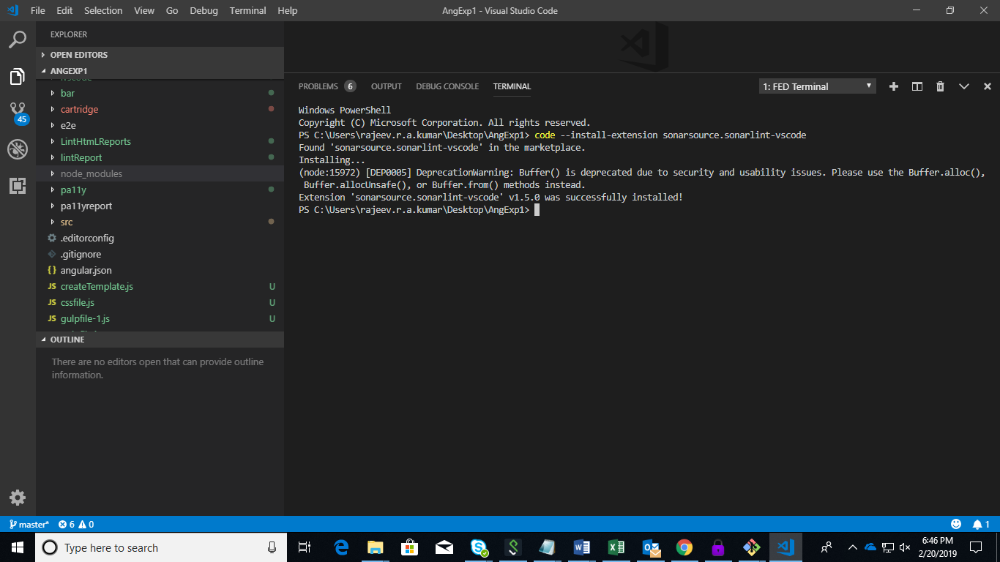 File Edit Selection View Go Debug Terminal Help
AngExp1 - Visual Studio Code
EXPLORER
OPEN EDITORS
ANGEXP1
bar
cartridge
e2e
LintHtmLReports
lintReport
node_modules
pa11y
pa11yreport
src
.editorconfig
.gitignore
{} angular.json
JS createTemplate.js U
JS cssfile.js U
JS gulpfile-1.js U
OUTLINE
There are no editors open that can provide outline
information.
45
PROBLEMS 6 OUTPUT DEBUG CONSOLE TERMINAL
1: FED Terminal
Windows PowerShell
Copyright (C) Microsoft Corporation. All rights reserved.
PS C:\Users\rajeev.r.a.kumar\Desktop\AngExp1> code --install-extension sonarsource.sonarlint-vscode
Found 'sonarsource.sonarlint-vscode' in the marketplace.
Installing...
(node:15972) [DEP0005] DeprecationWarning: Buffer() is deprecated due to security and usability issues. Please use the Buffer.alloc(),
Buffer.allocUnsafe(), or Buffer.from() methods instead.
Extension 'sonarsource.sonarlint-vscode' v1.5.0 was successfully installed!
PS C:\Users\rajeev.r.a.kumar\Desktop\AngExp1>
master* 6 0
1
Type here to search
6:46 PM
2/20/2019